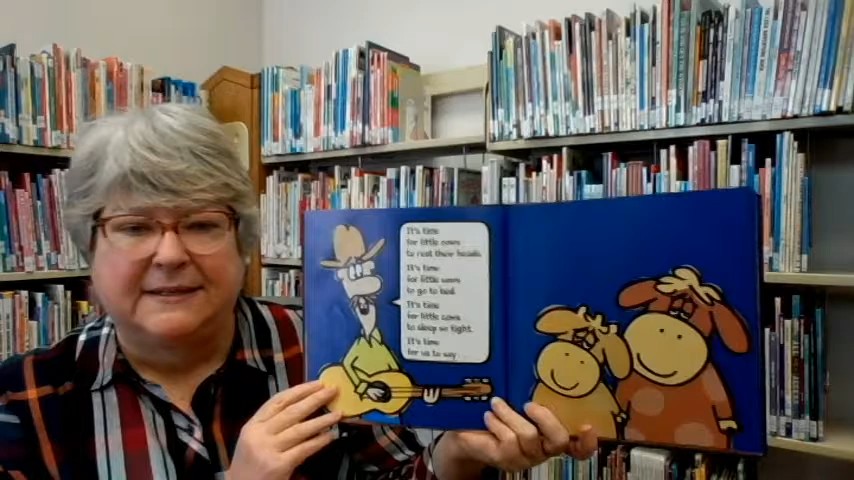 It's time
for little cows
to rest their heads.
It's time
for little cows
to go to bed.
It's time
for little cows
to sleep so tight.
It's time
for us to say